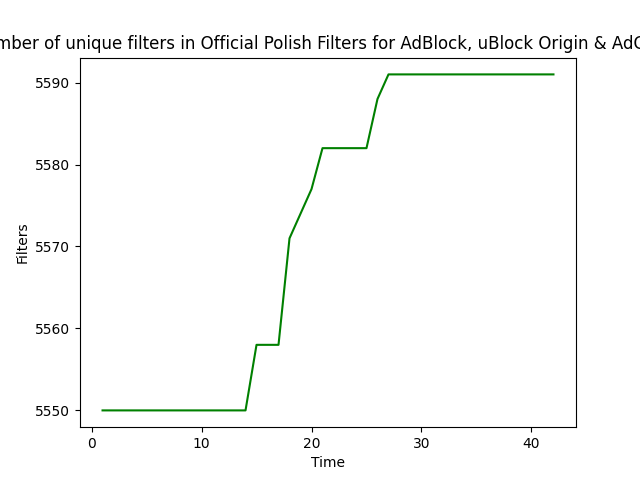 mber of unique filters in Official Polish Filters for AdBlock, uBlock Origin & AdG
5590
5580
5570
5560
5550
Filters
0 10 20 30 40
Time